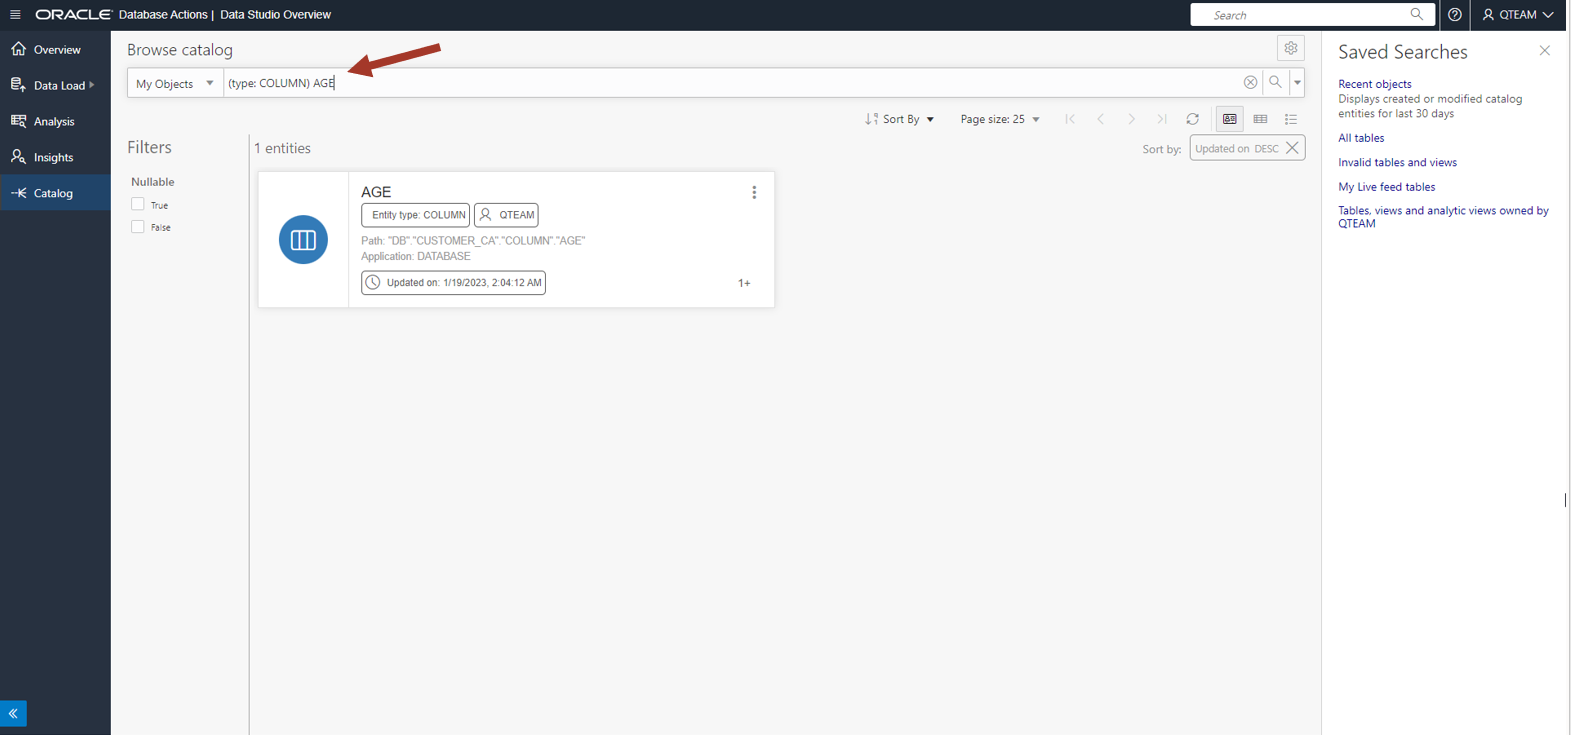 ORACLE® Database Actions | Data Studio Overview
Search
QTEAM
Overview
Data Load
Analysis
Insights
Catalog
Browse catalog
My Objects
(type: COLUMN) AGE
Sort By
Page size: 25
Filters
Nullable
True
False
1 entities
Sort by:
Updated on DESC
AGE
Entity type: COLUMN
QTEAM
Path: "DB"."CUSTOMER_CA"."COLUMN"."AGE"
Application: DATABASE
Updated on: 1/19/2023, 2:04:12 AM
1+
Saved Searches
Recent objects
Displays created or modified catalog
entities for last 30 days
All tables
Invalid tables and views
My Live feed tables
Tables, views and analytic views owned by
QTEAM